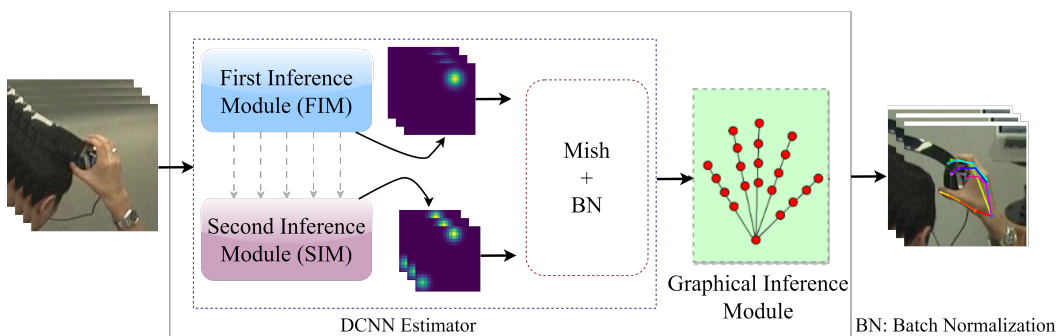 First Inference
Module (FIM)
Second Inference
Module (SIM)
Mish
+
BN
DCNN Estimator
Graphical Inference
Module
BN: Batch Normalization